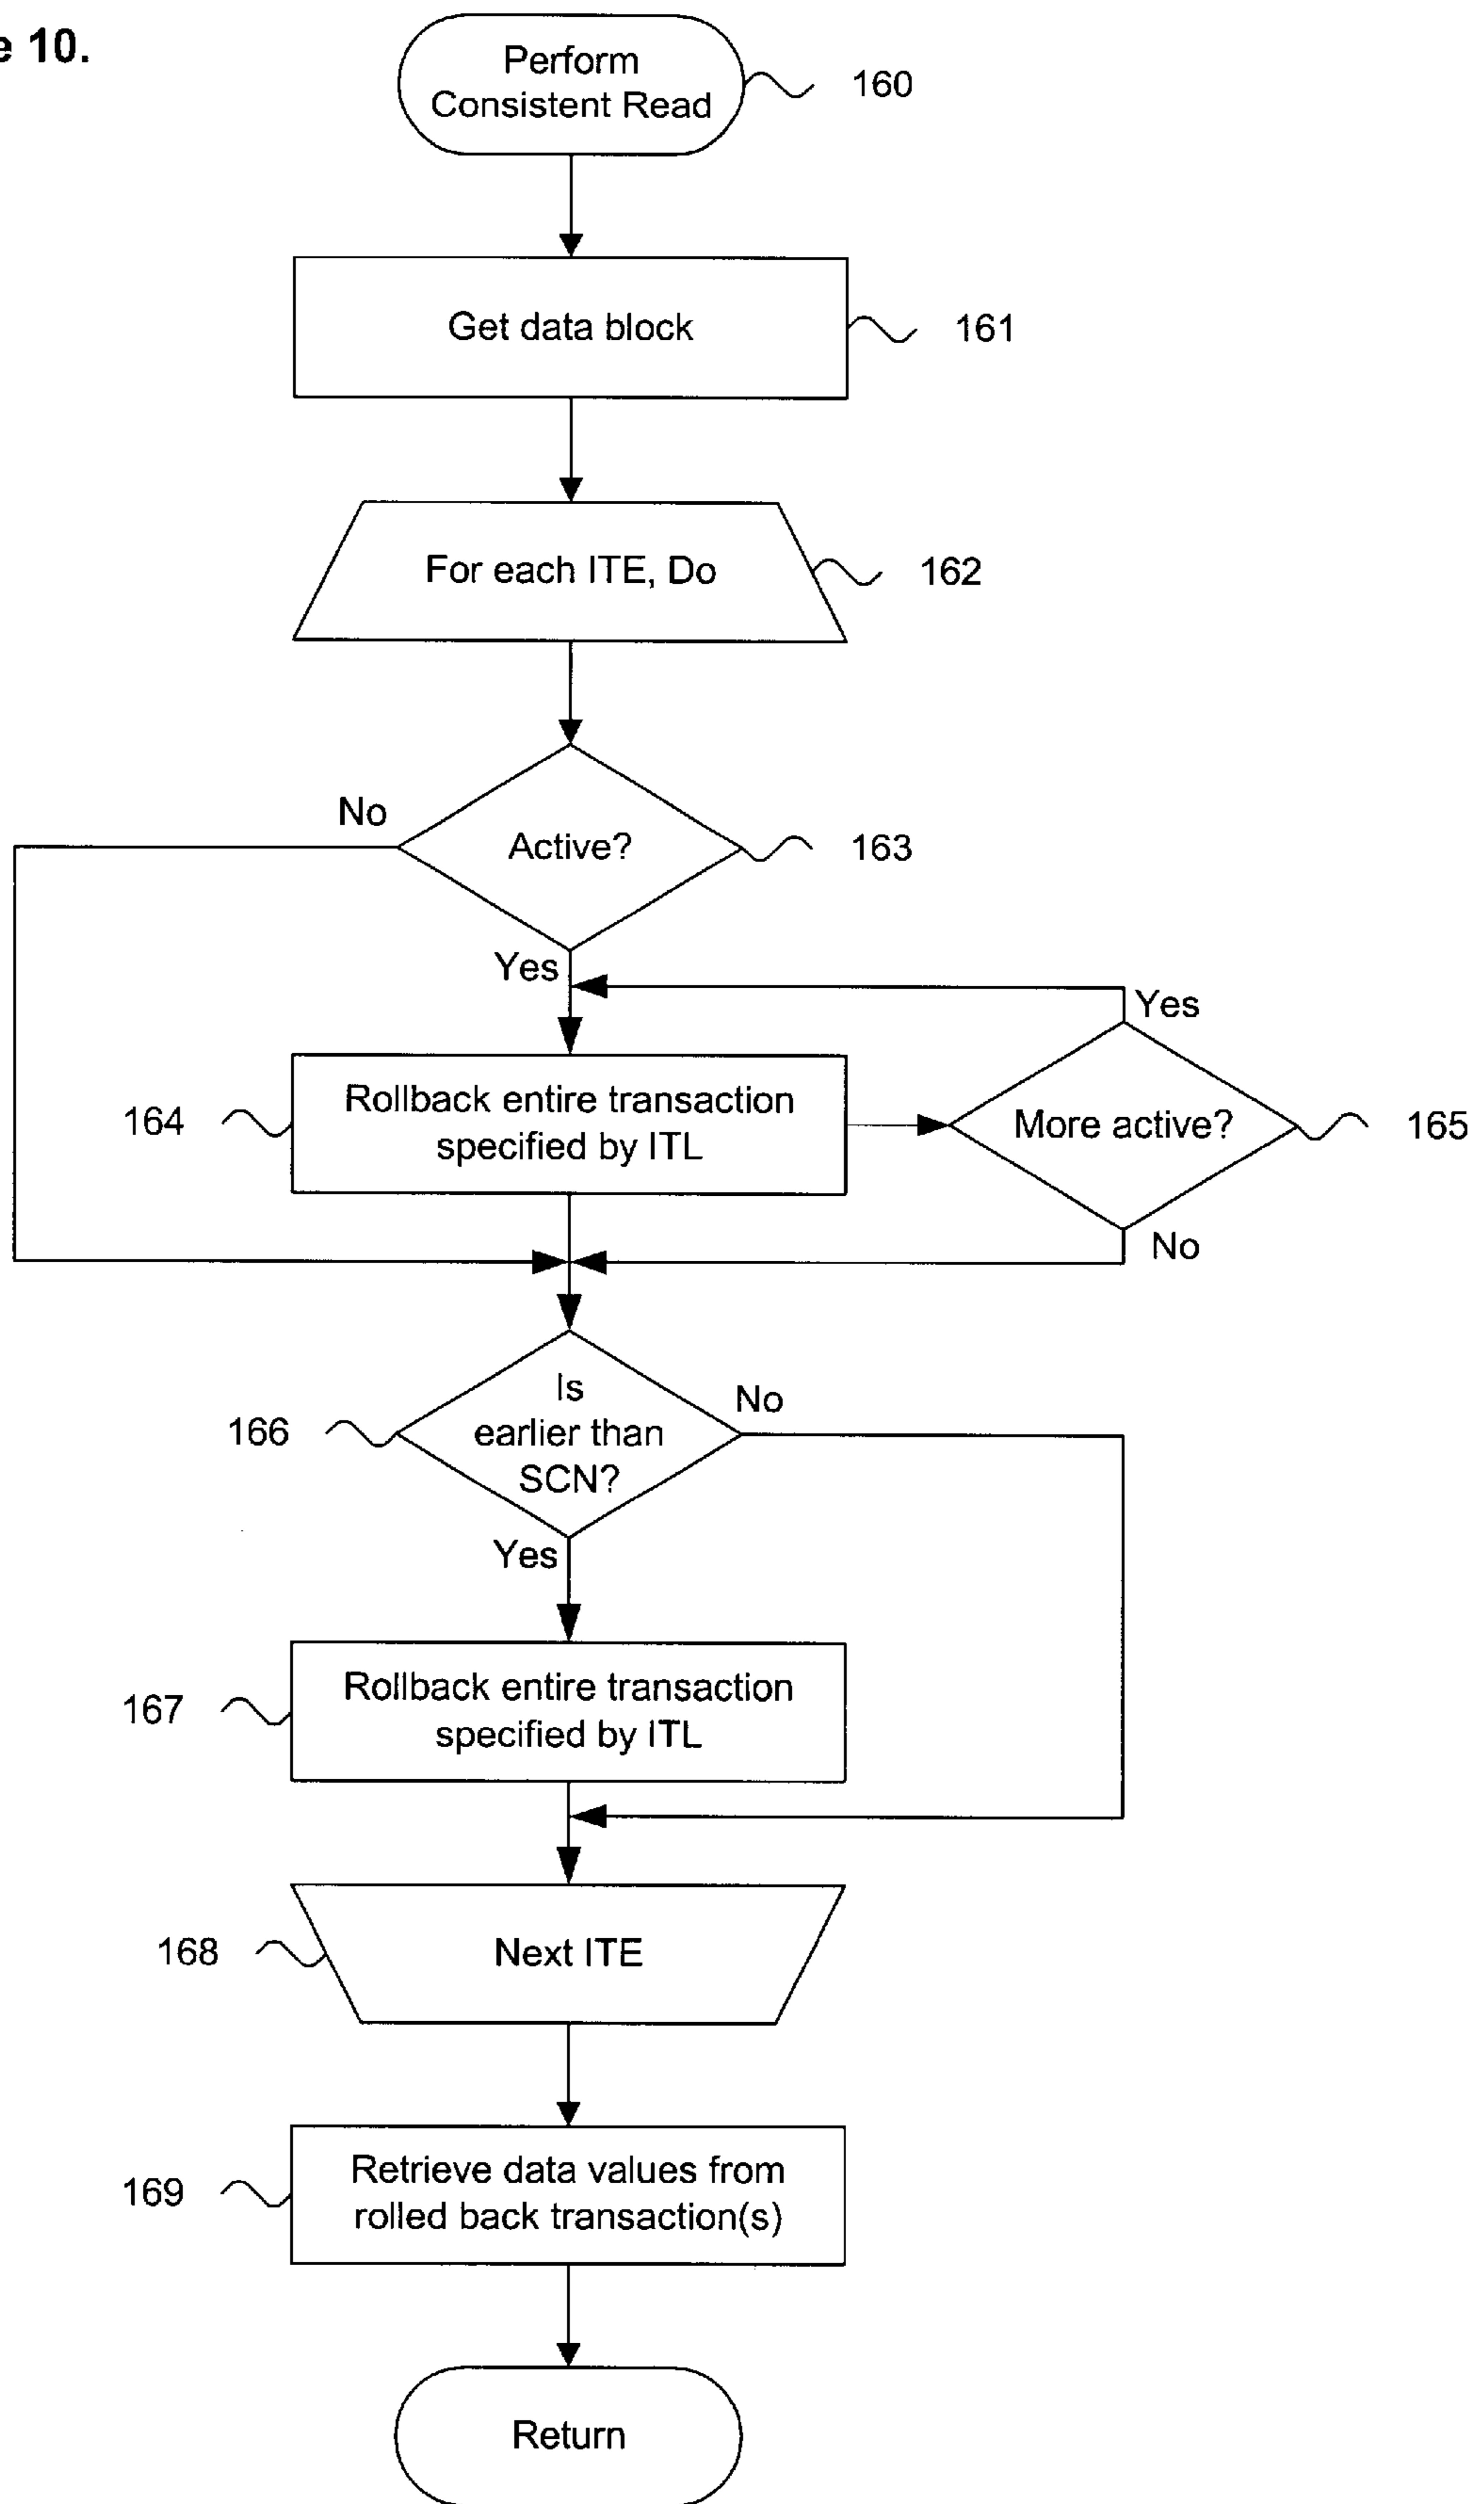 e 10.
Perform
Consistent Read
160
Get data block
161
For each ITE, Do
162
No
Active?
163
Yes
Yes
164
Rollback entire transaction
specified by ITL
More active?
165
No
166
Is
earlier than
SCN?
No
Yes
167
Rollback entire transaction
specified by ITL
168
Next ITE
169
Retrieve data values from
rolled back transaction(s)
Return